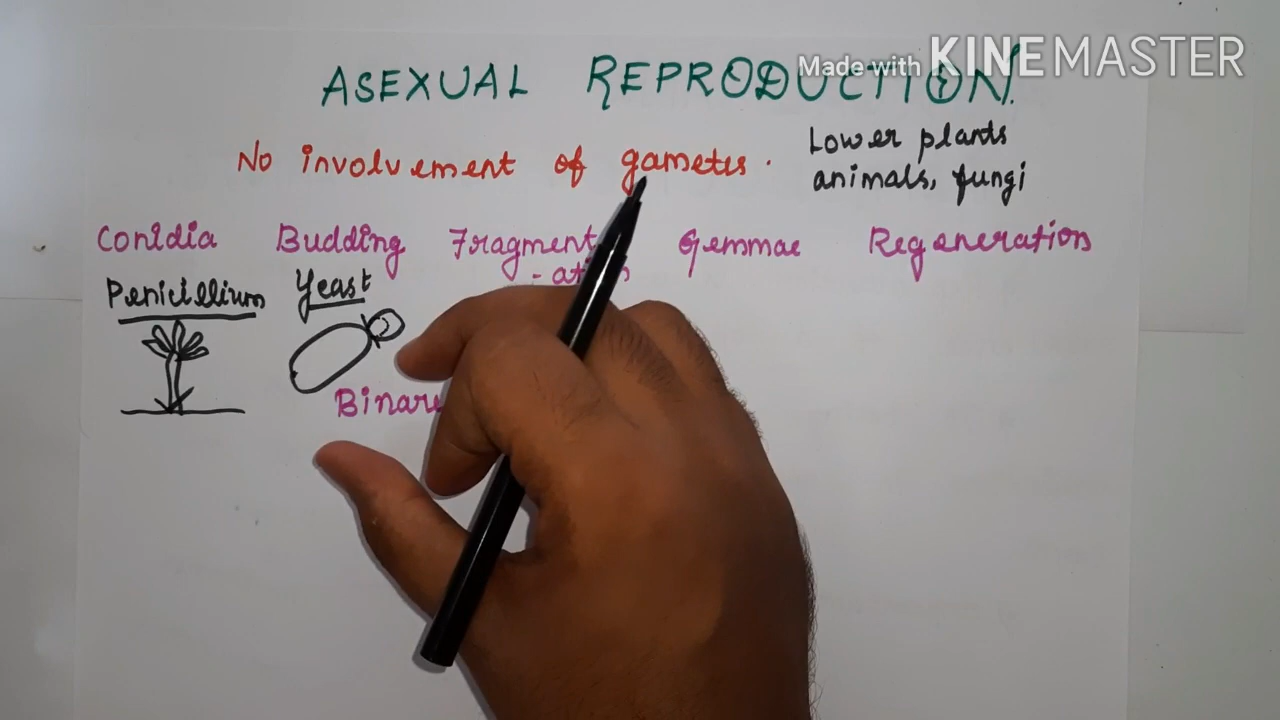 Made with KINEMASTER
ASEXUAL REPRODUCTION.
No involvement of gametes.
Lower plants
animals, fungi
Conidia Budding Fragment Gemmae Regeneration
Penicillium Yeast